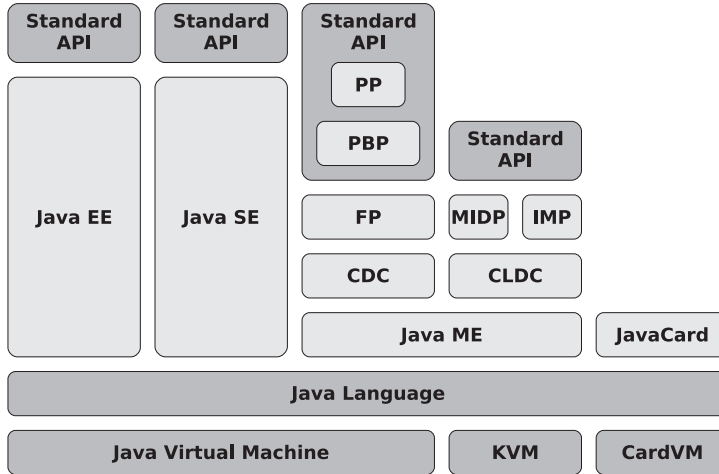 Standard
API
Standard
API
Standard
API
PP
PBP
Standard
API
Java EE
Java SE
FP
MIDP
IMP
CDC
CLDC
Java ME
JavaCard
Java Language
Java Virtual Machine
KVM
CardVM